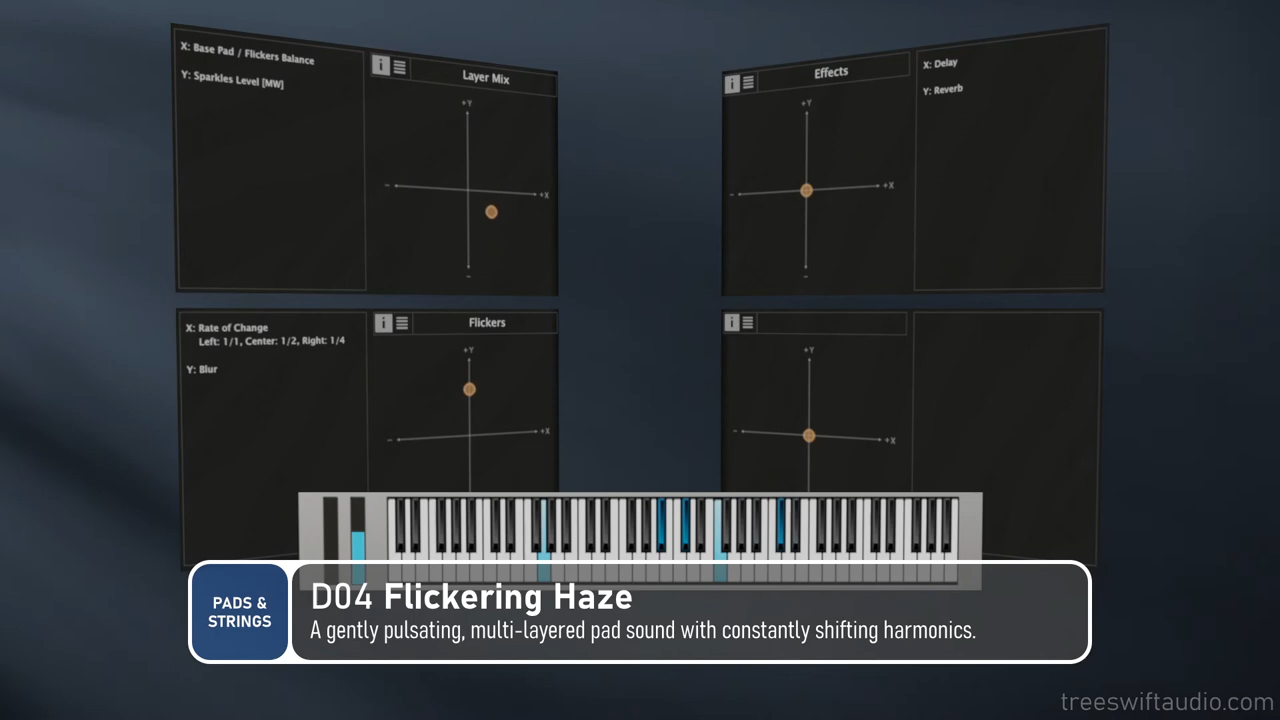 X: Base Pad / Flickers Balance
Y: Sparkles Level [MW]
i
Layer Mix
+Y
+X
i
Effects
+Y
+X
X: Delay
Y: Reverb
X: Rate of Change
Left: 1/1, Center: 1/2, Right: 1/4
Y: Blur
i
Flickers
+Y
+X
i
+Y
+X
PADS &
STRINGS
D04 Flickering Haze
A gently pulsating, multi-layered pad sound with constantly shifting harmonics.
treeswiftaudio.com